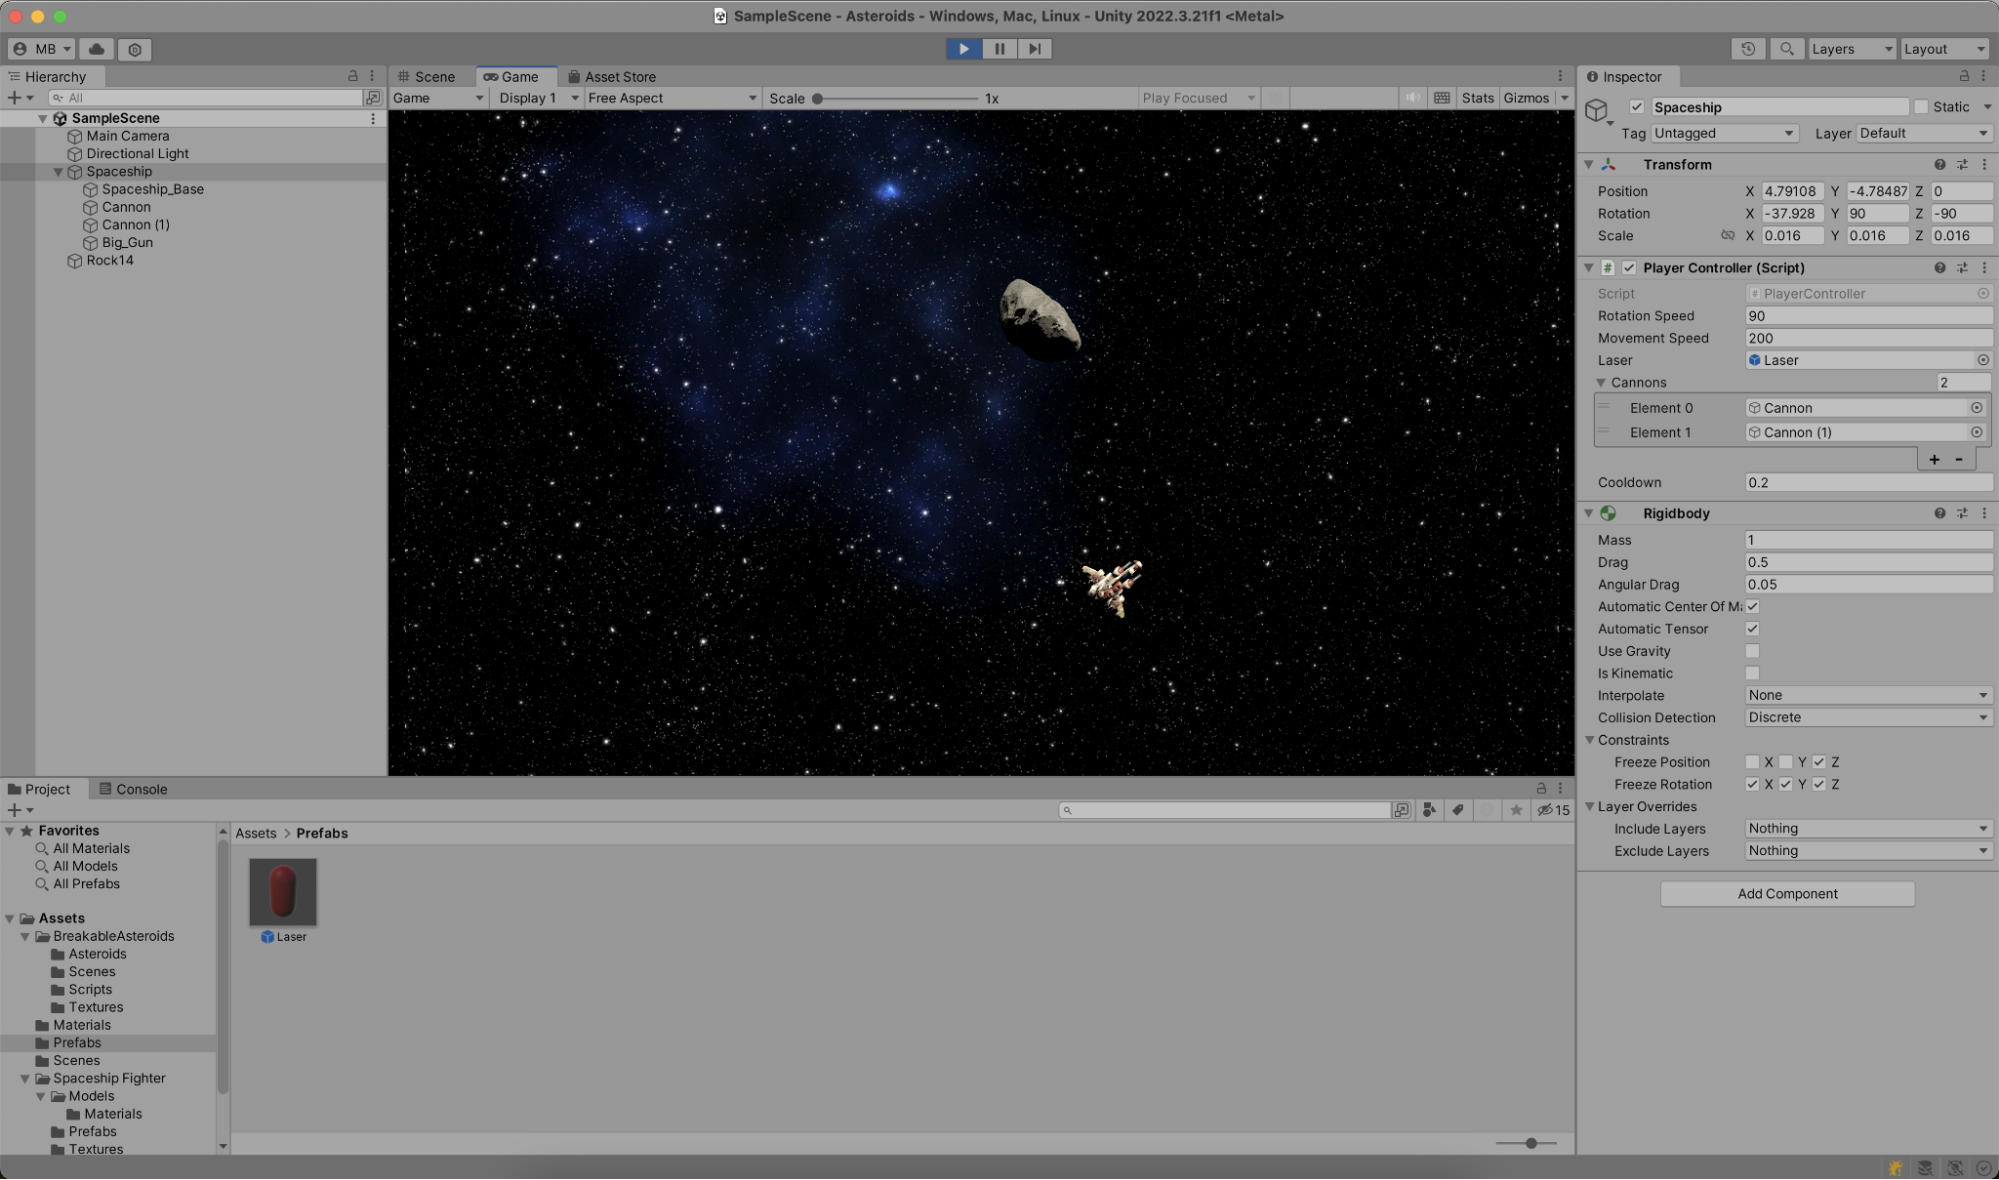 SampleScene - Asteroids - Windows, Mac, Linux - Unity 2022.3.21f1 <Metal>
MB
Layers
Layout
Hierarchy
All
SampleScene
Main Camera
Directional Light
Spaceship
Spaceship_Base
Cannon
Cannon (1)
Big_Gun
Rock14
Scene
Game
Asset Store
Game
Display 1
Free Aspect
Scale
1x
Play Focused
Stats
Gizmos
Inspector
Spaceship
Static
Tag Untagged Layer Default
Transform
Position X 4.79108 Y -4.78487 Z 0
Rotation X -37.928 Y 90 Z -90
Scale X 0.016 Y 0.016 Z 0.016
# Player Controller (Script)
Script # PlayerController
Rotation Speed 90
Movement Speed 200
Laser Laser
Cannons 2
Element 0 Cannon
Element 1 Cannon (1)
+ -
Cooldown 0.2
Rigidbody
Mass 1
Drag 0.5
Angular Drag 0.05
Automatic Center Of Ma
Automatic Tensor
Use Gravity
Is Kinematic
Interpolate None
Collision Detection Discrete
Constraints
Freeze Position X Y Z
Freeze Rotation X Y Z
Layer Overrides
Include Layers Nothing
Exclude Layers Nothing
Add Component
Project
Console
15
Favorites
All Materials
All Models
All Prefabs
Assets
BreakableAsteroids
Asteroids
Scenes
Scripts
Textures
Materials
Prefabs
Scenes
Spaceship Fighter
Models
Materials
Prefabs
Textures
Assets > Prefabs
Laser